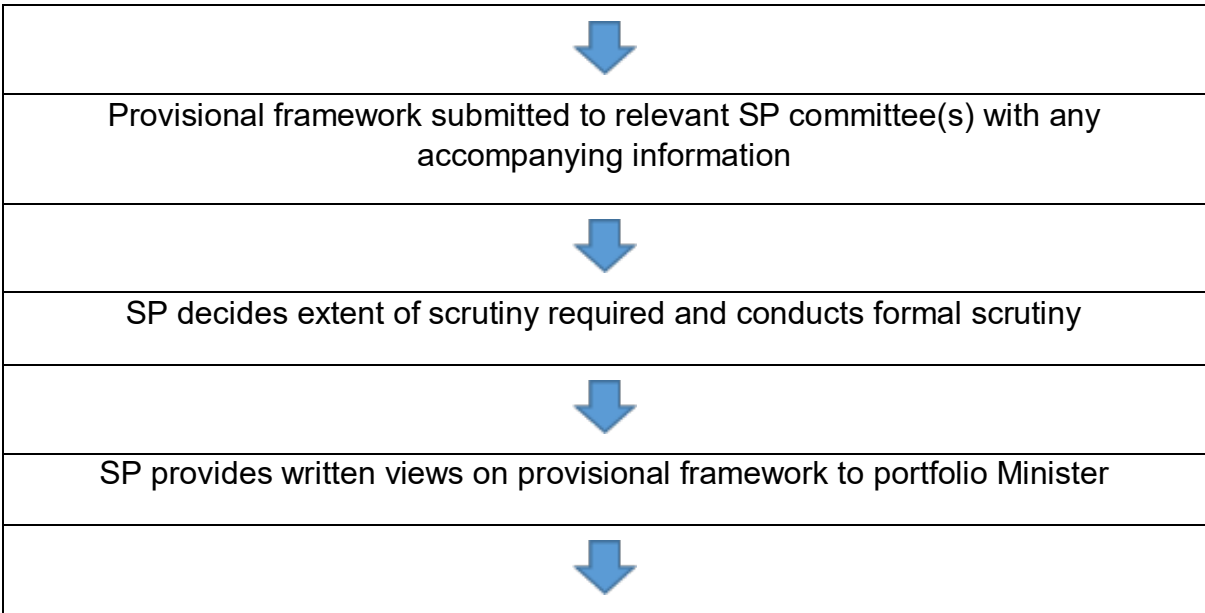 Provisional framework submitted to relevant SP committee(s) with any
accompanying information
SP decides extent of scrutiny required and conducts formal scrutiny
SP provides written views on provisional framework to portfolio Minister